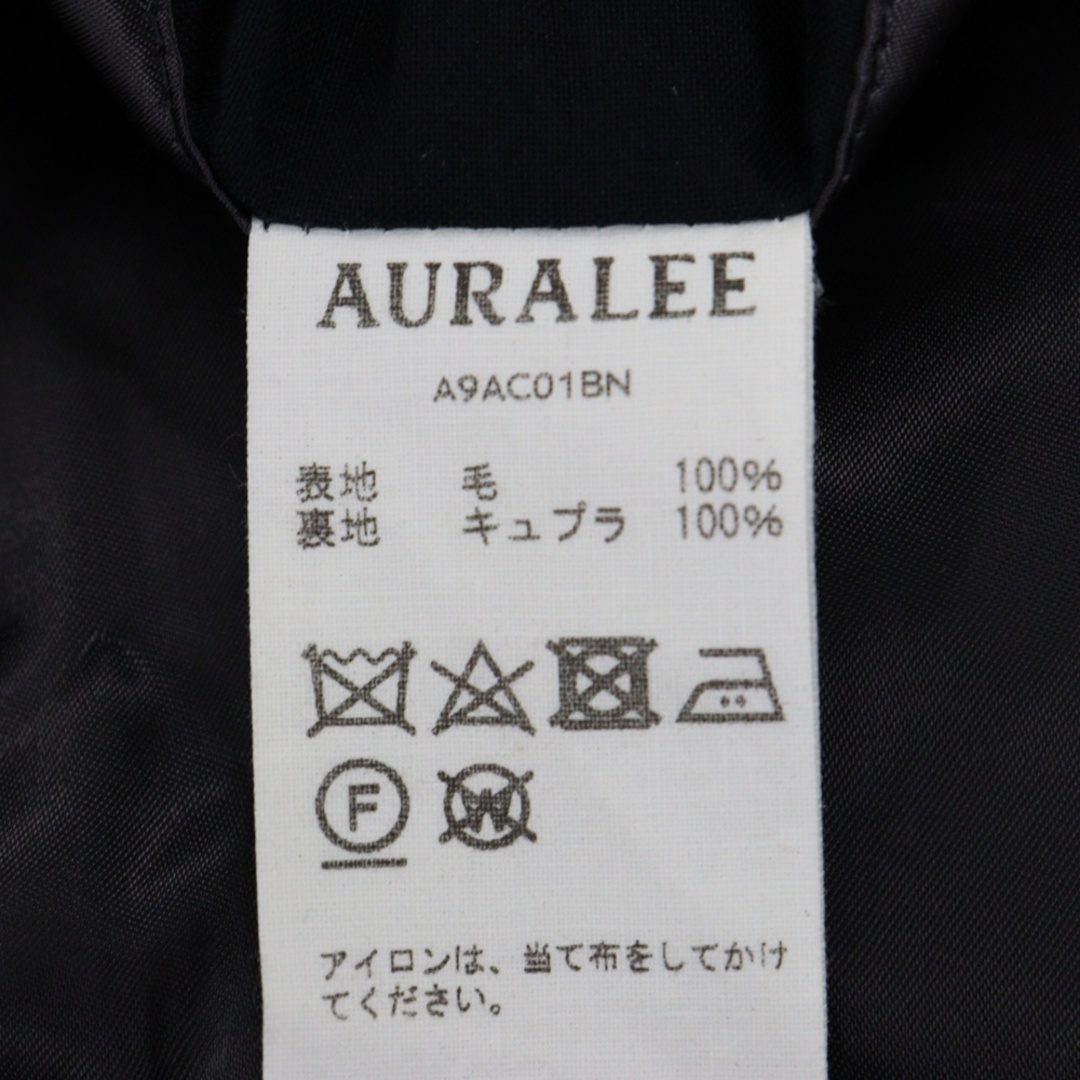 AURALEE
A9AC01BN
表地 毛 100%
裏地 キュプラ 100%
F W
アイロンは、当て布をしてかけ
てください。